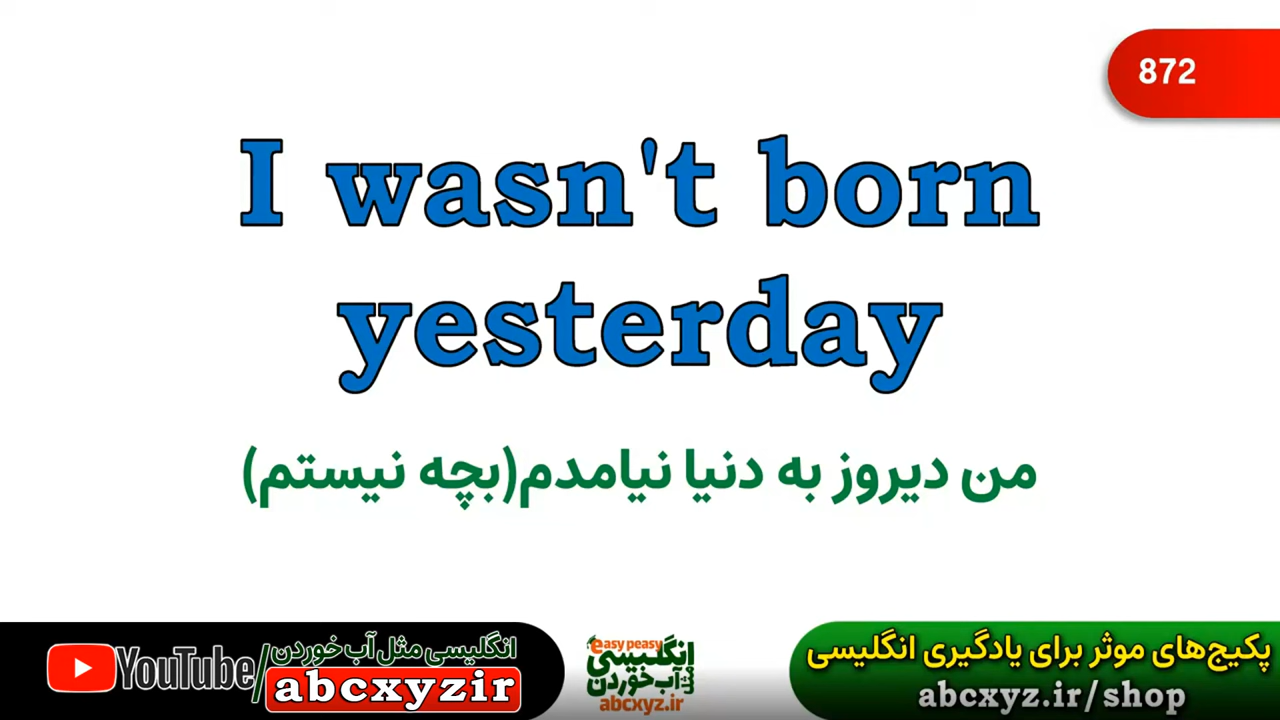 872
I wasn't born
yesterday
من دیروز به دنیا نیامدم(بچه نیستم)
YouTube/انگلیسی مثل آب خوردن
abcxyzir
easy peasy
انگلیسی
مثل آب خوردن
abcxyz.ir
پکیج‌های موثر برای یادگیری انگلیسی
abcxyz.ir/shop